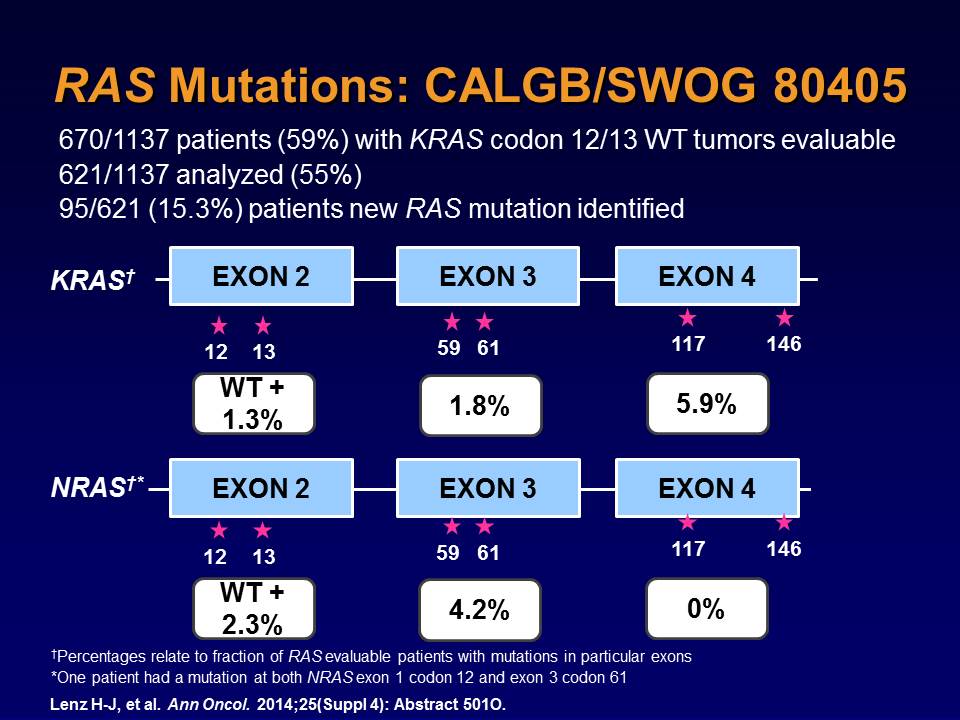 RAS Mutations: CALGB/SWOG 80405
670/1137 patients (59%) with KRAS codon 12/13 WT tumors evaluable
621/1137 analyzed (55%)
95/621 (15.3%) patients new RAS mutation identified
KRAS† EXON 2 EXON 3 EXON 4
12 13 59 61 117 146
WT +
1.3%
1.8%
5.9%
NRAS†* EXON 2 EXON 3 EXON 4
12 13 59 61 117 146
WT +
2.3%
4.2%
0%
†Percentages relate to fraction of RAS evaluable patients with mutations in particular exons
*One patient had a mutation at both NRAS exon 1 codon 12 and exon 3 codon 61
Lenz H-J, et al. Ann Oncol. 2014;25(Suppl 4): Abstract 501O.